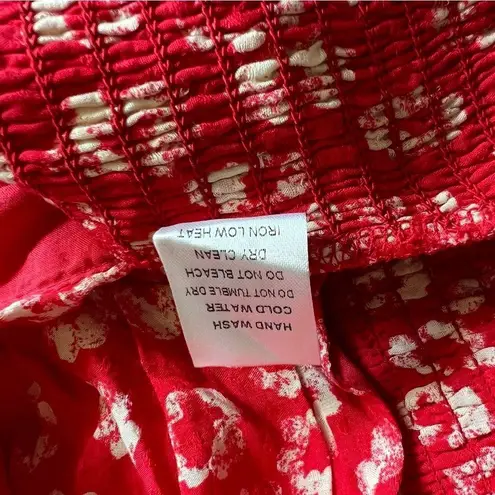 HAND WASH
COLD WATER
DO NOT TUMBLE DRY
DO NOT BLEACH
DRY CLEAN
IRON LOW HEAT